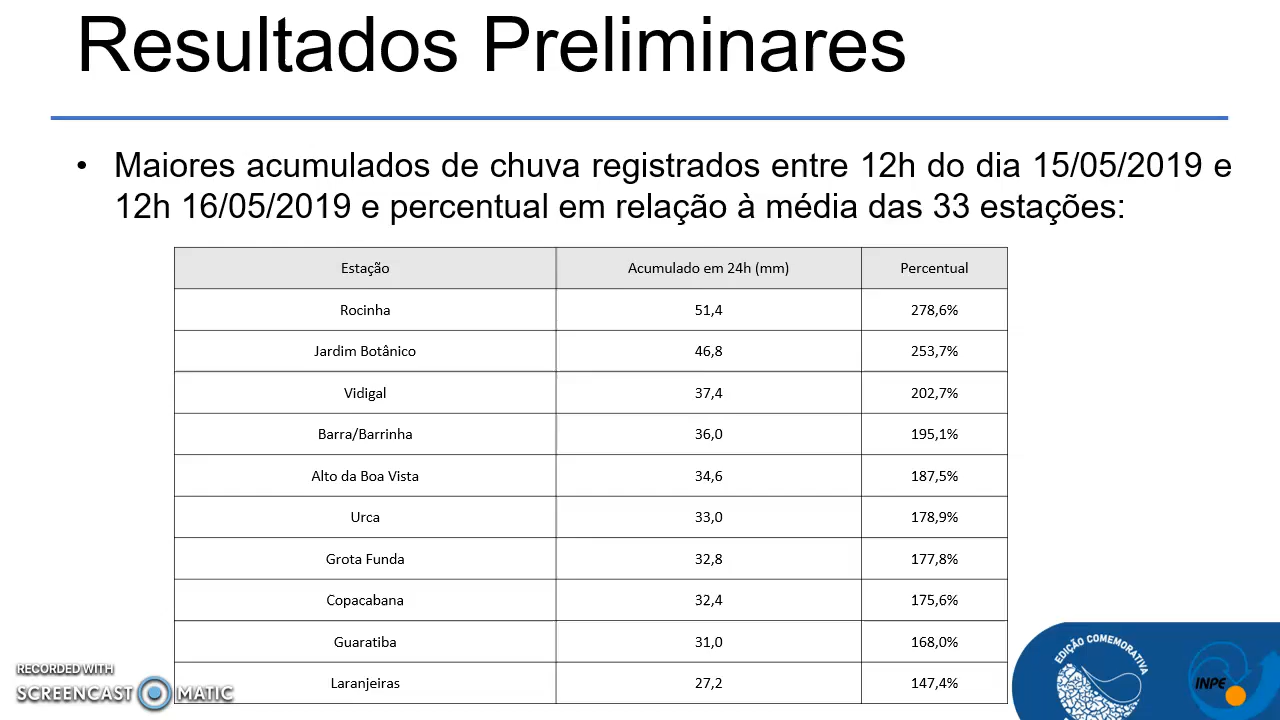 Resultados Preliminares
• Maiores acumulados de chuva registrados entre 12h do dia 15/05/2019 e
12h 16/05/2019 e percentual em relação à média das 33 estações:
Estação Acumulado em 24h (mm) Percentual
Rocinha 51,4 278,6%
Jardim Botânico 46,8 253,7%
Vidigal 37,4 202,7%
Barra/Barrinha 36,0 195,1%
Alto da Boa Vista 34,6 187,5%
Urca 33,0 178,9%
Grota Funda 32,8 177,8%
Copacabana 32,4 175,6%
Guaratiba 31,0 168,0%
Laranjeiras 27,2 147,4%
RECORDED WITH
SCREENCAST MATIC
EDIÇÃO COMEMORATIVA
INPE